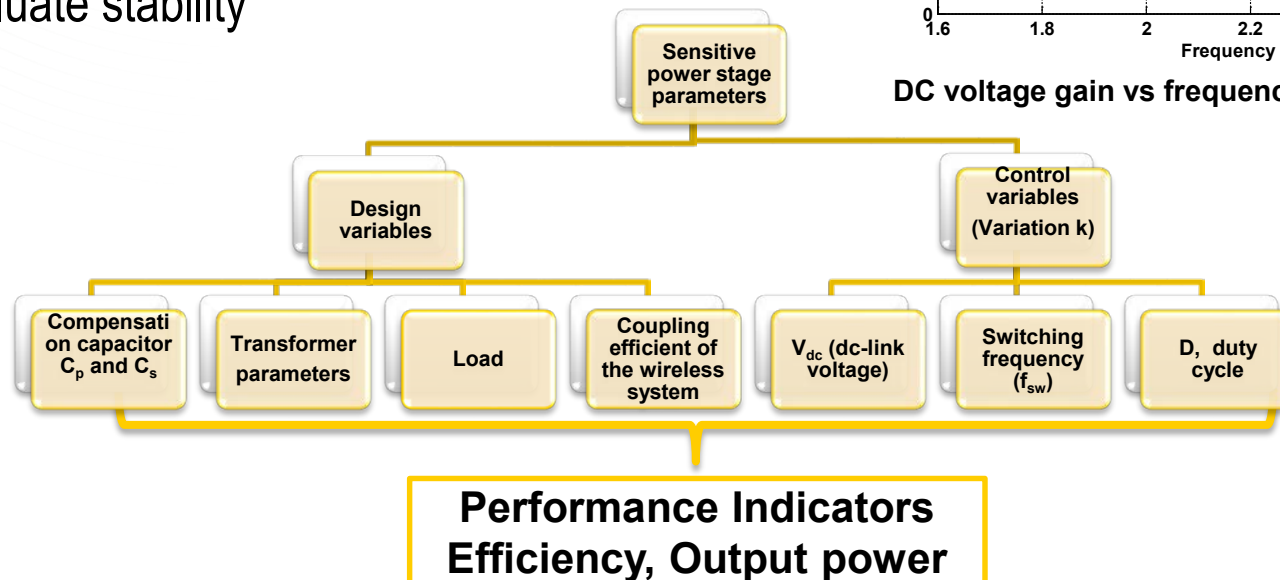 stability
0
1.6 1.8 2 2.2
Frequency
DC voltage gain vs
Sensitive
power stage
parameters
Design
variables
Control
variables
(Variation k)
Compensati
on capacitor
Cp and Cs
Transformer
parameters
Load
Coupling
efficient of
the wireless
system
Vdc (dc-link
voltage)
Switching
frequency
(fsw)
D, duty
cycle
Performance Indicators
Efficiency, Output power